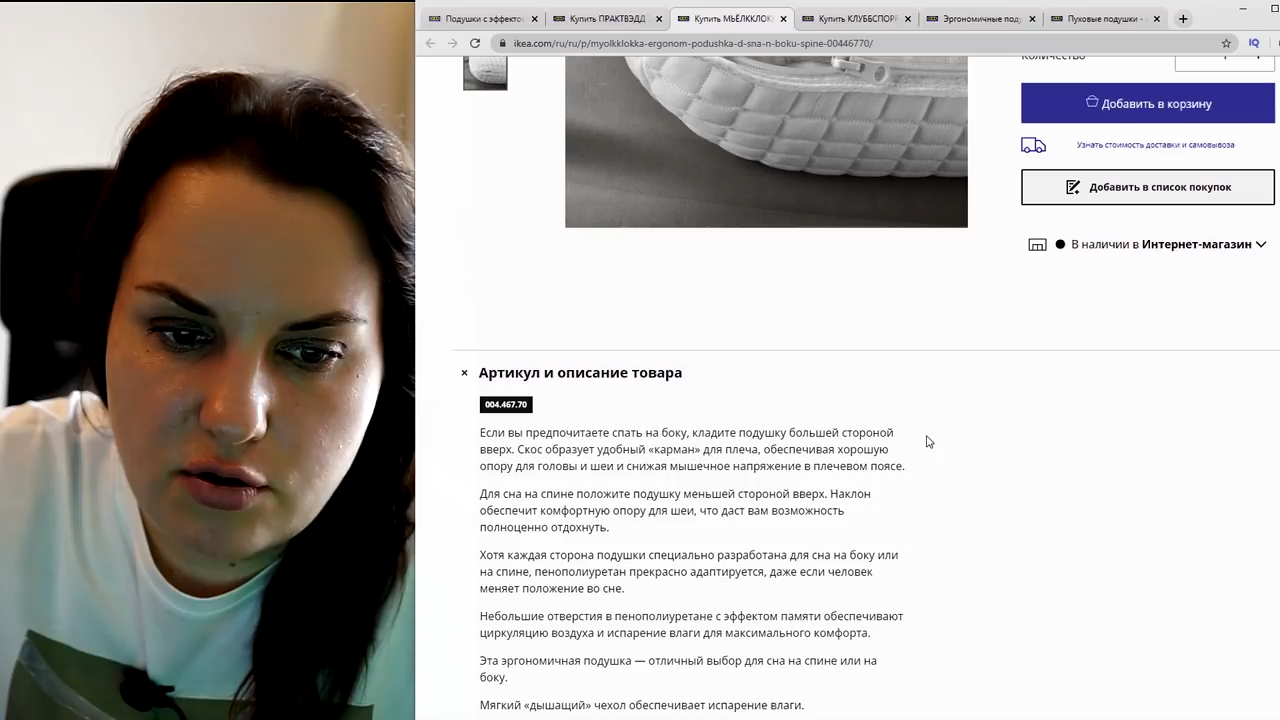 Подушки с эффекто
Купить ПРАКТВЭДД
Купить МЬЁЛККЛОК
Купить КЛУББСПОР
Эргономичные поду
Пуховые подушки -
ikea.com/ru/ru/p/myolkklokka-ergonom-podushka-d-sna-n-boku-spine-00446770/
IQ
Количество
Добавить в корзину
Узнать стоимость доставки и самовывоза
Добавить в список покупок
В наличии в Интернет-магазин
Артикул и описание товара
004.467.70
Если вы предпочитаете спать на боку, кладите подушку большей стороной
вверх. Скос образует удобный «карман» для плеча, обеспечивая хорошую
опору для головы и шеи и снижая мышечное напряжение в плечевом поясе.
Для сна на спине положите подушку меньшей стороной вверх. Наклон
обеспечит комфортную опору для шеи, что даст вам возможность
полноценно отдохнуть.
Хотя каждая сторона подушки специально разработана для сна на боку или
на спине, пенополиуретан прекрасно адаптируется, даже если человек
меняет положение во сне.
Небольшие отверстия в пенополиуретане с эффектом памяти обеспечивают
циркуляцию воздуха и испарение влаги для максимального комфорта.
Эта эргономичная подушка — отличный выбор для сна на спине или на
боку.
Мягкий «дышащий» чехол обеспечивает испарение влаги.